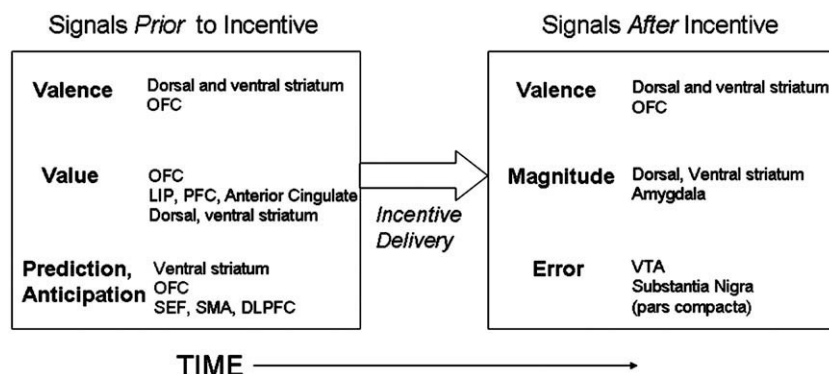 Signals Prior to Incentive
Valence
Dorsal and ventral striatum
OFC
Value
OFC
LIP, PFC, Anterior Cingulate
Dorsal, ventral striatum
Prediction,
Anticipation
Ventral striatum
OFC
SEF, SMA, DLPFC
Incentive
Delivery
Signals After Incentive
Valence
Dorsal and ventral striatum
OFC
Magnitude
Dorsal, Ventral striatum
Amygdala
Error
VTA
Substantia Nigra
(pars compacta)
TIME